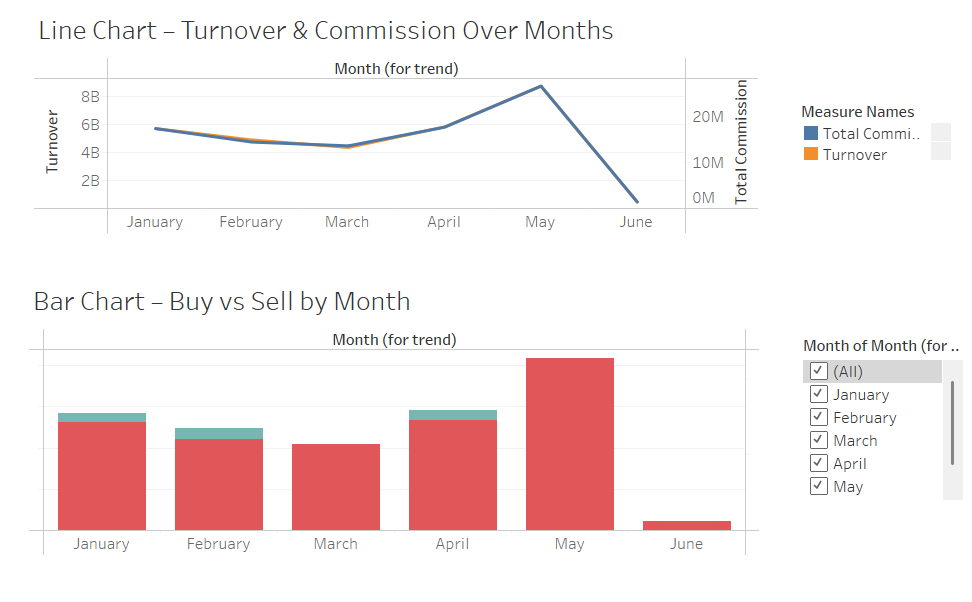 Line Chart – Turnover & Commission Over Months
Month (for trend)
Turnover
8B
6B
4B
2B
Total Commission
20M
10M
0M
January February March April May June
Measure Names
Total Commi..
Turnover
Bar Chart – Buy vs Sell by Month
Month (for trend)
January February March April May June
Month of Month (for ..
(All)
January
February
March
April
May